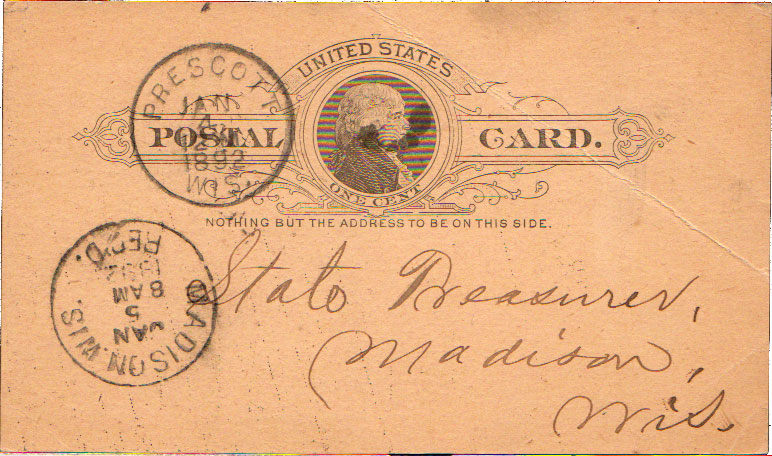 UNITED STATES
POSTAL CARD.
ONE CENT
NOTHING BUT THE ADDRESS TO BE ON THIS SIDE.
PRESCOTT
JAN
4
1892
WIS.
MADISON, WIS.
JAN
5
8 AM
1892
REC'D.
State Treasurer,
Madison,
Wis.